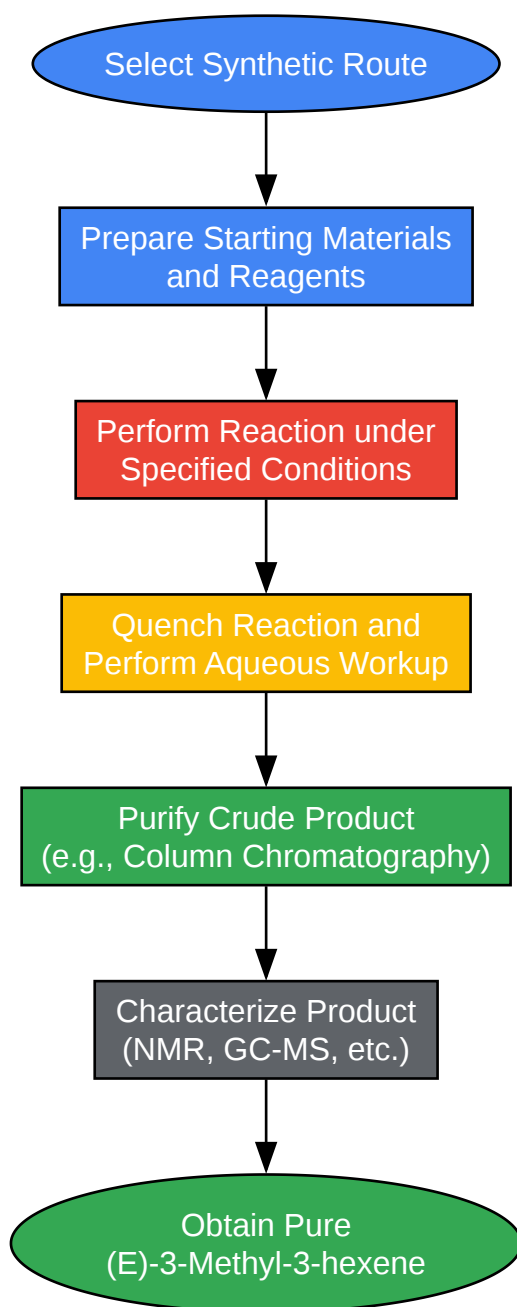 Select Synthetic Route
Prepare Starting Materials
and Reagents
Perform Reaction under
Specified Conditions
Quench Reaction and
Perform Aqueous Workup
Purify Crude Product
(e.g., Column Chromatography)
Characterize Product
(NMR, GC-MS, etc.)
Obtain Pure
(E)-3-Methyl-3-hexene